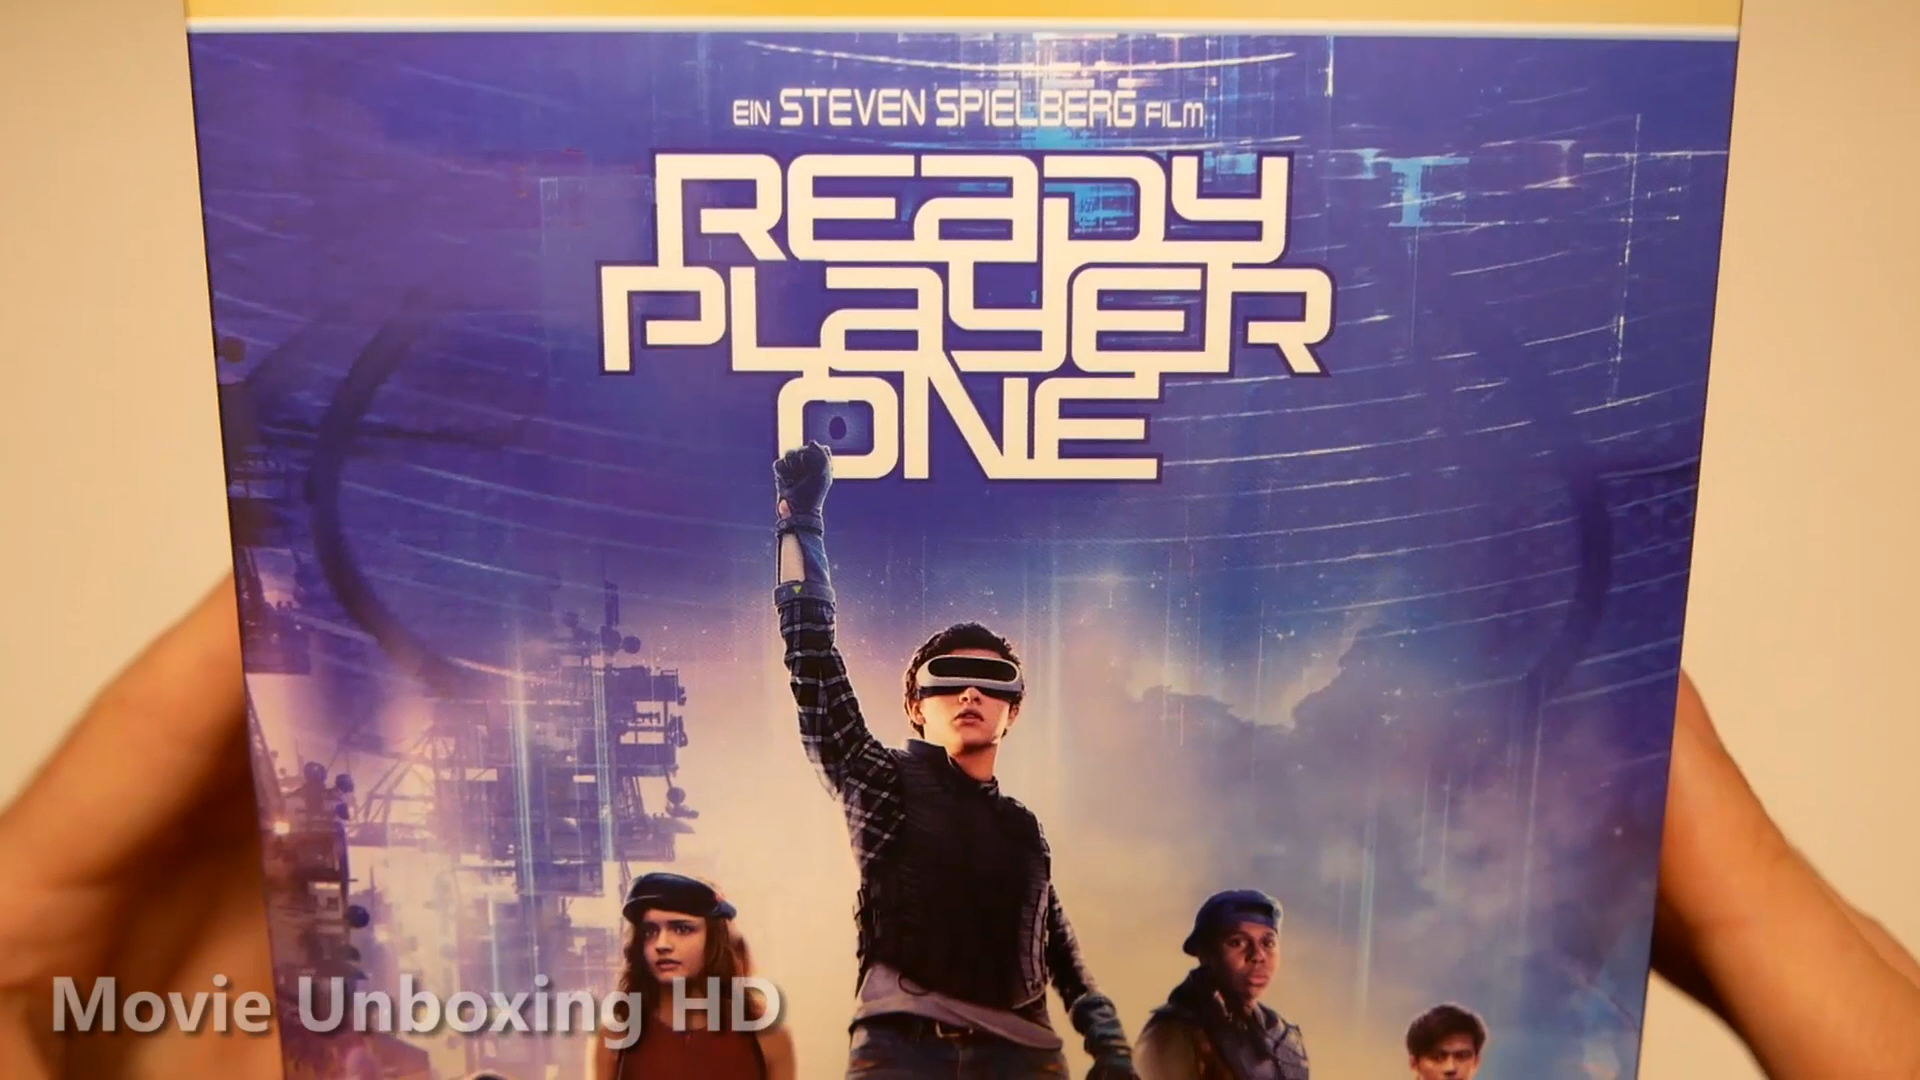 EIN STEVEN SPIELBERG FILM
READY
PLAYER
ONE
Movie Unboxing HD